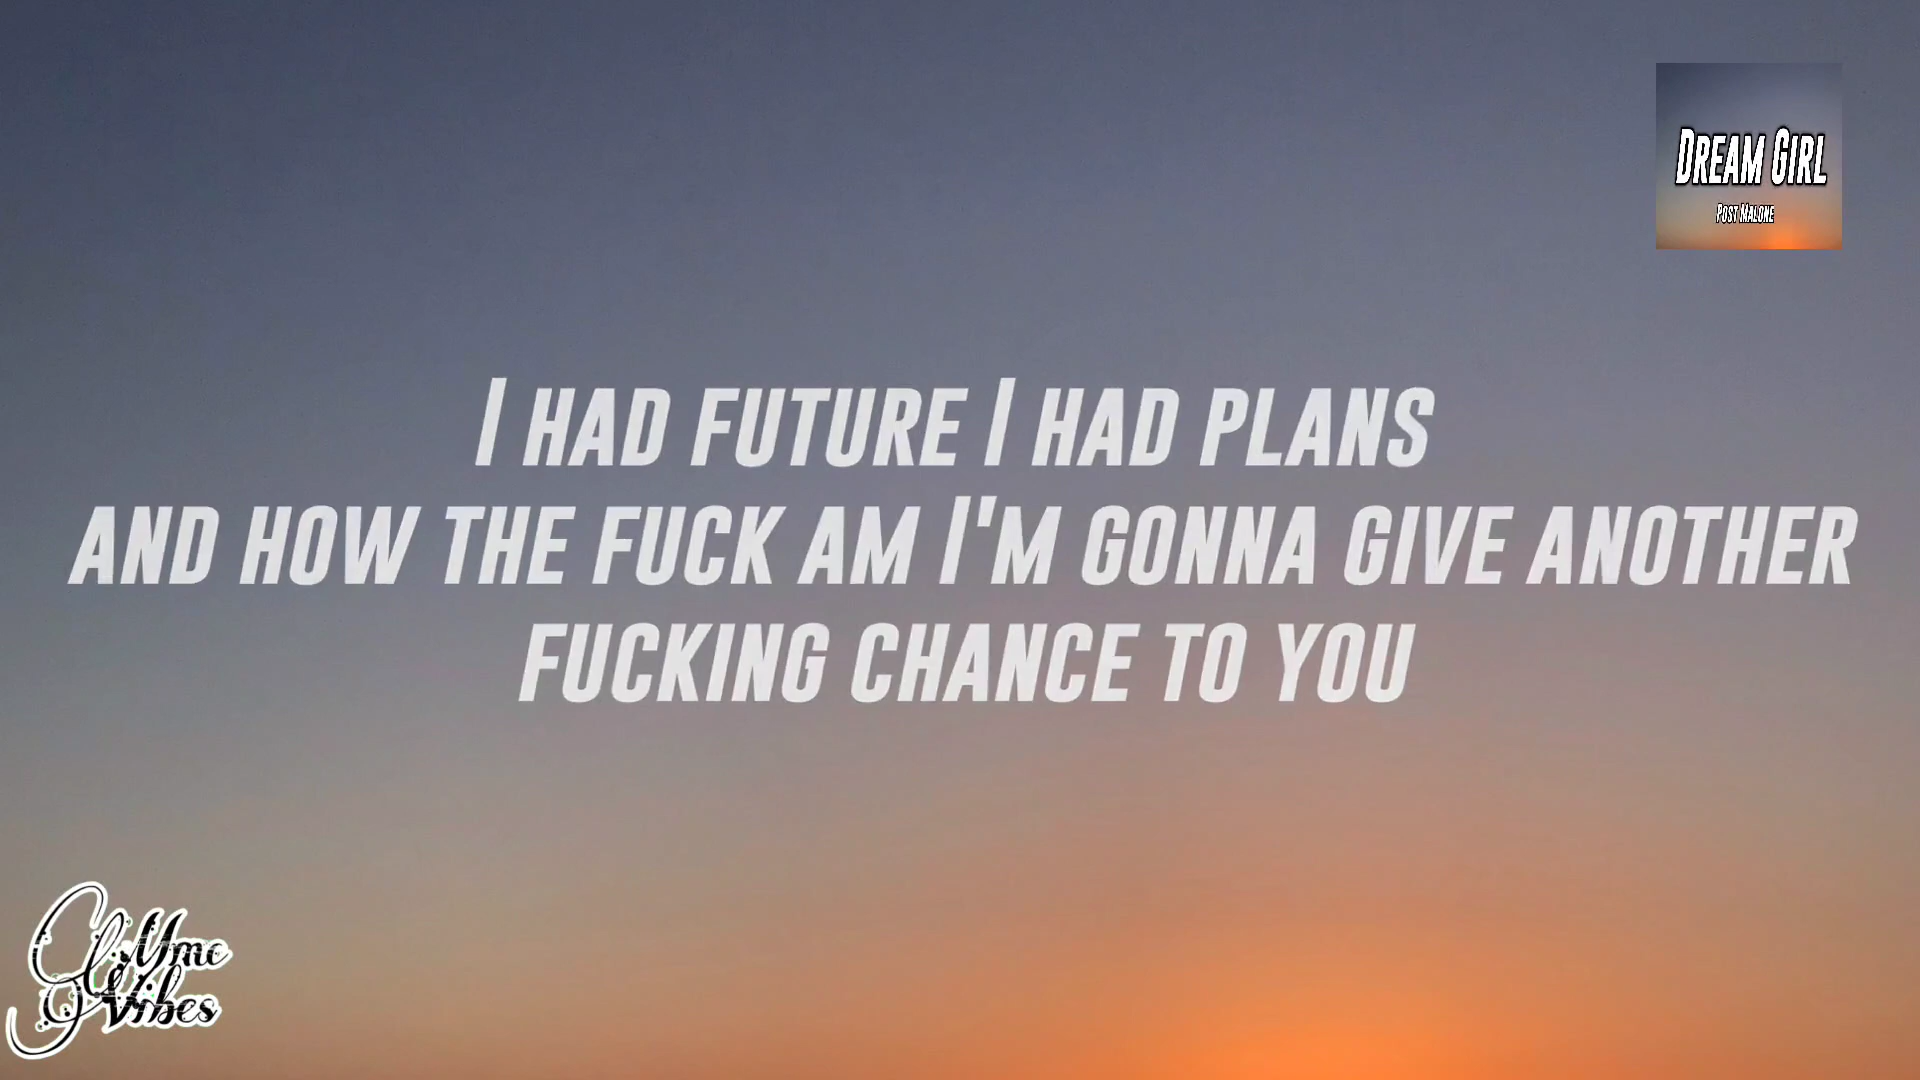 Dream Girl
Post Malone
I had future I had plans
and how the fuck am I'm gonna give another
fucking chance to you
Vibes